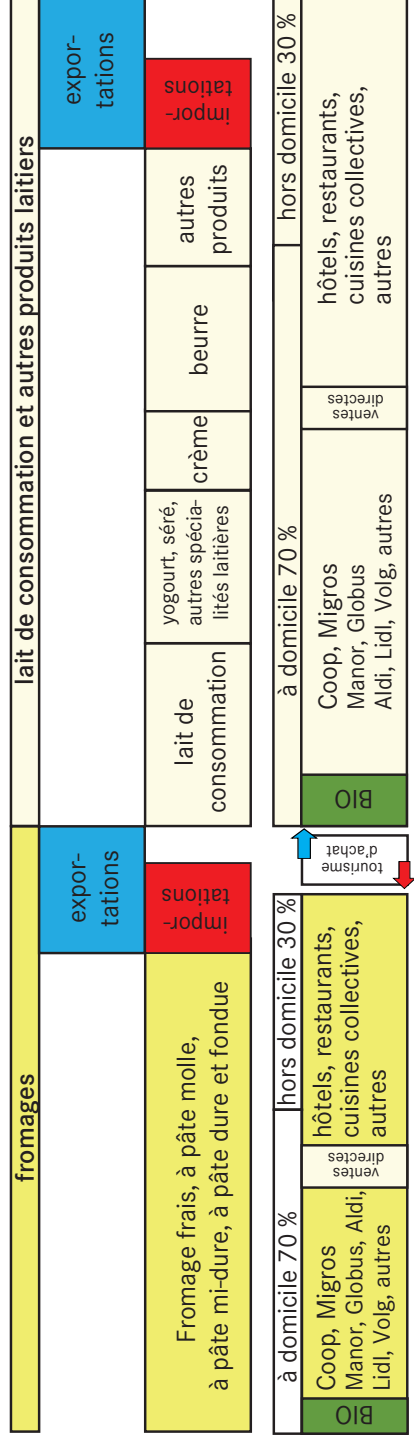 fromages
expor-
tations
Fromage frais, à pâte molle,
à pâte mi-dure, à pâte dure et fondue
impor-
tations
à domicile 70 %
hors domicile 30 %
BIO
Coop, Migros
Manor, Globus, Aldi,
Lidl, Volg, autres
ventes
directes
hôtels, restaurants,
cuisines collectives,
autres
tourisme
d'achat
lait de consommation et autres produits laitiers
expor-
tations
lait de
consommation
yogourt, séré,
autres spécia-
lités laitières
crème
beurre
autres
produits
impor-
tations
à domicile 70 %
hors domicile 30 %
BIO
Coop, Migros
Manor, Globus
Aldi, Lidl, Volg, autres
ventes
directes
hôtels, restaurants,
cuisines collectives,
autres